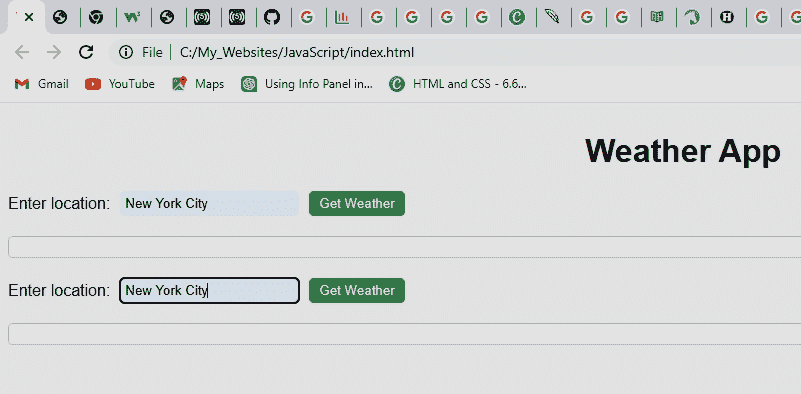 File C:/My_Websites/JavaScript/index.html
Gmail YouTube Maps Using Info Panel in... HTML and CSS - 6.6...
Weather App
Enter location: New York City Get Weather
Enter location: New York City Get Weather